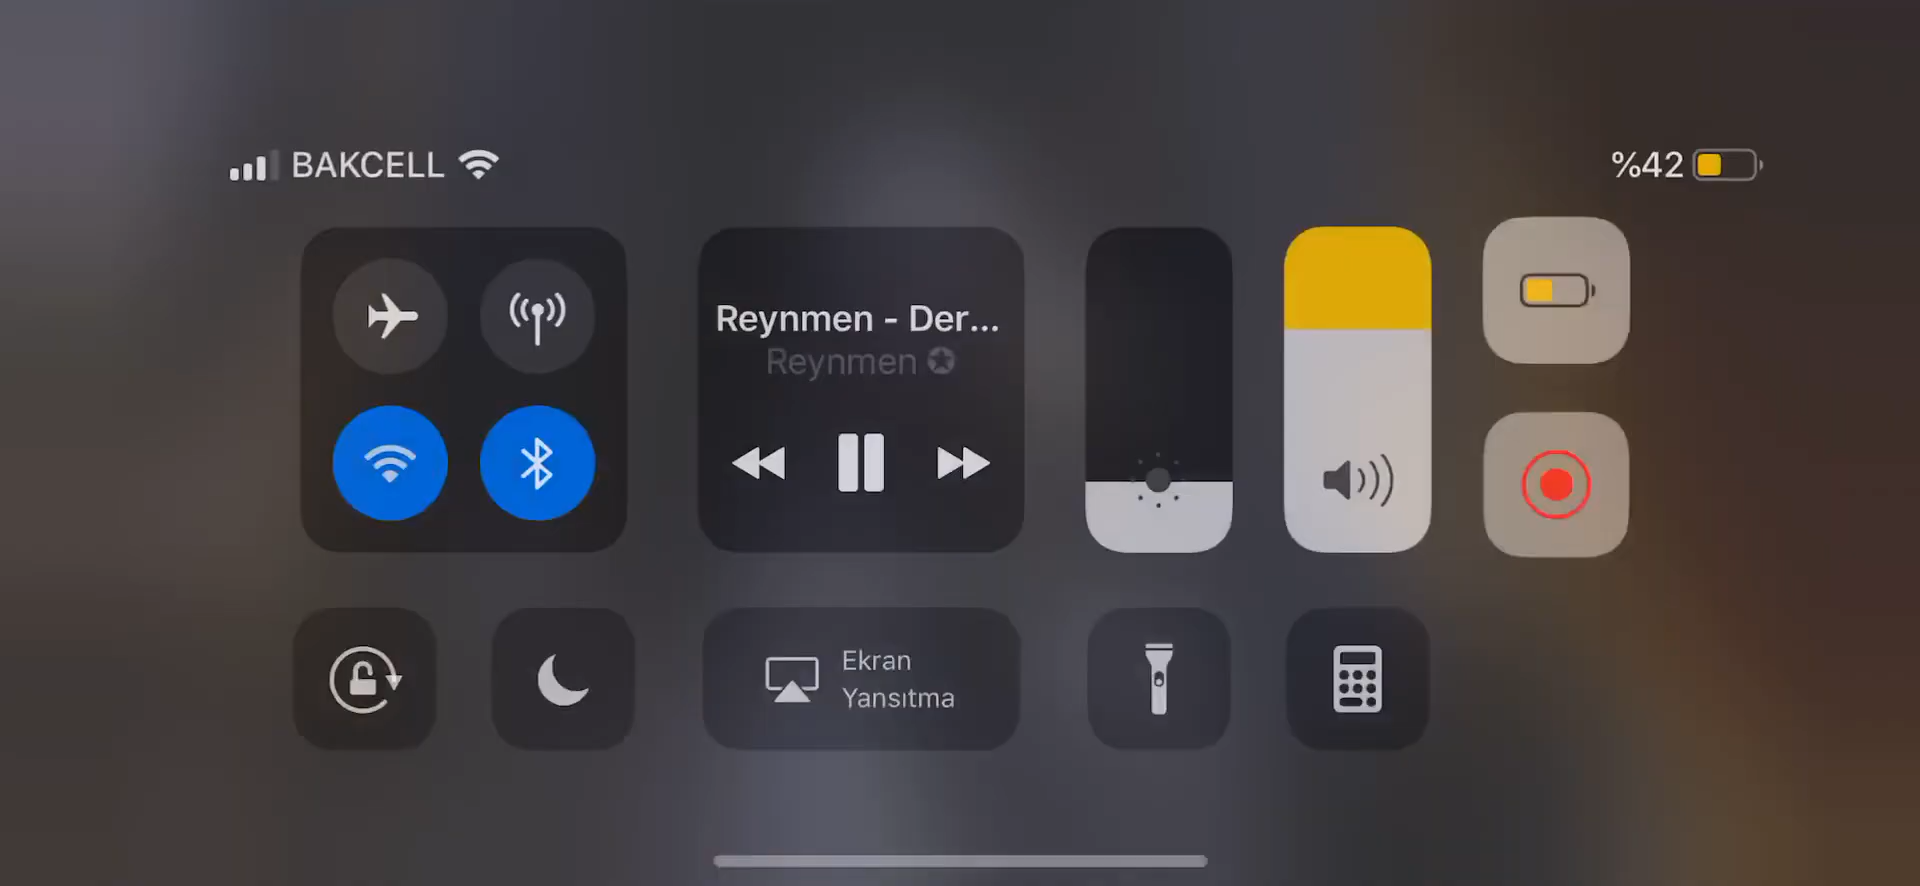 BAKCELL
%42
Reynmen - Der...
Reynmen
Ekran
Yansıtma